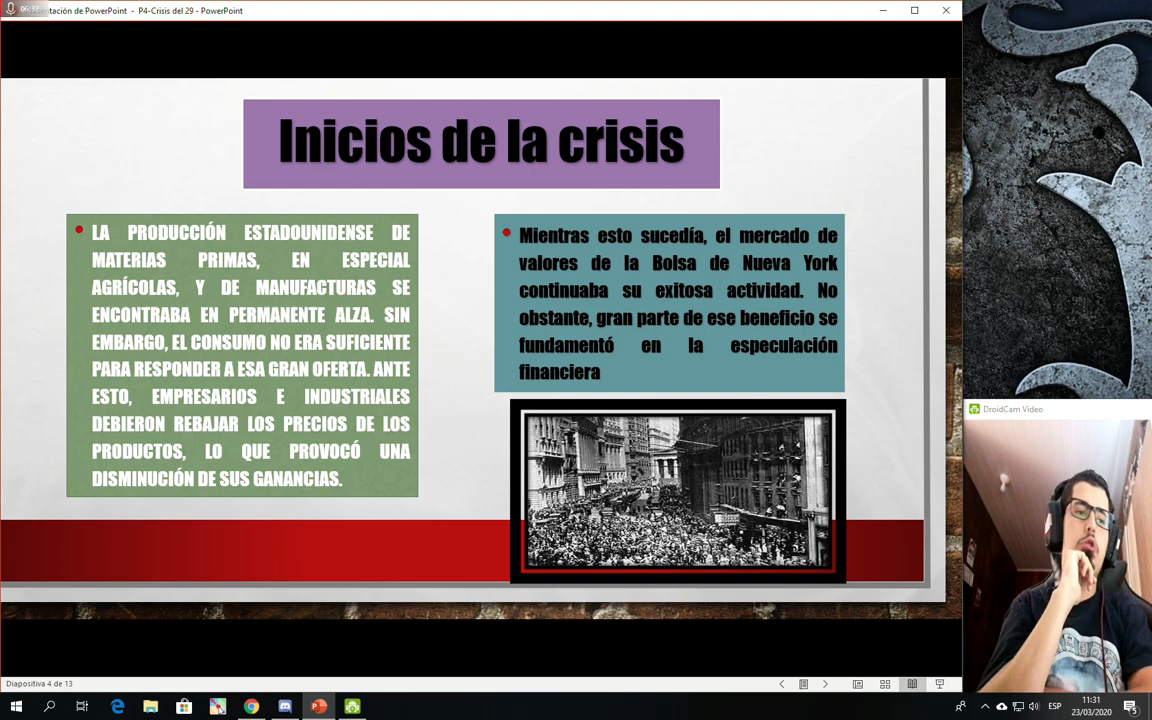 06:32
tación de PowerPoint - P4-Crisis del 29 - PowerPoint
Inicios de la crisis
LA PRODUCCIÓN ESTADOUNIDENSE DE
MATERIAS PRIMAS, EN ESPECIAL
AGRÍCOLAS, Y DE MANUFACTURAS SE
ENCONTRABA EN PERMANENTE ALZA. SIN
EMBARGO, EL CONSUMO NO ERA SUFICIENTE
PARA RESPONDER A ESA GRAN OFERTA. ANTE
ESTO, EMPRESARIOS E INDUSTRIALES
DEBIERON REBAJAR LOS PRECIOS DE LOS
PRODUCTOS, LO QUE PROVOCÓ UNA
DISMINUCIÓN DE SUS GANANCIAS.
Mientras esto sucedía, el mercado de
valores de la Bolsa de Nueva York
continuaba su exitosa actividad. No
obstante, gran parte de ese beneficio se
fundamentó en la especulación
financiera
DroidCam Video
Diapositiva 4 de 13
ESP
11:31
23/03/2020
5